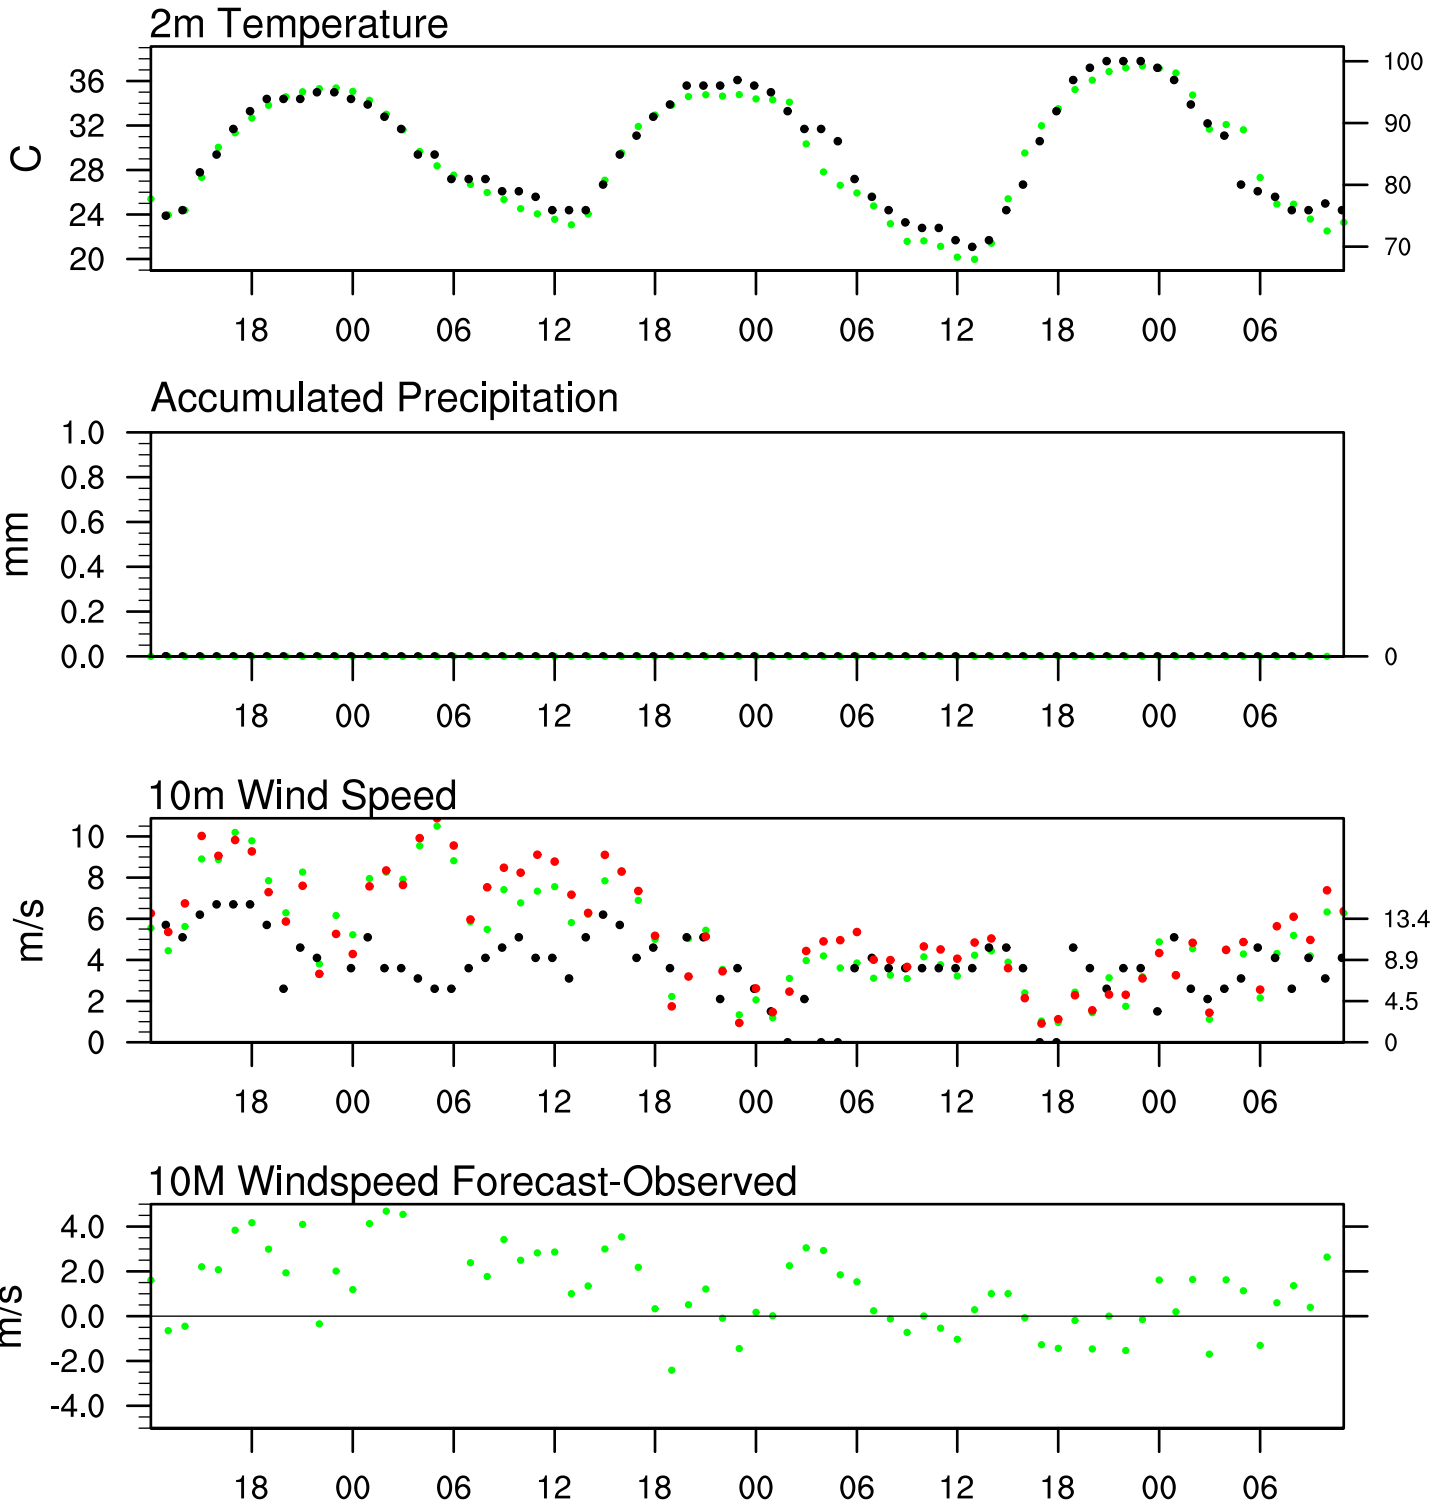 2m Temperature
36
32
28
24
20
C
100
90
80
70
18 00 06 12 18 00 06 12 18 00 06
Accumulated Precipitation
1.0
0.8
0.6
0.4
0.2
0.0
mm
0
18 00 06 12 18 00 06 12 18 00 06
10m Wind Speed
10
8
6
4
2
0
m/s
13.4
8.9
4.5
0
18 00 06 12 18 00 06 12 18 00 06
10M Windspeed Forecast-Observed
4.0
2.0
0.0
-2.0
-4.0
m/s
18 00 06 12 18 00 06 12 18 00 06